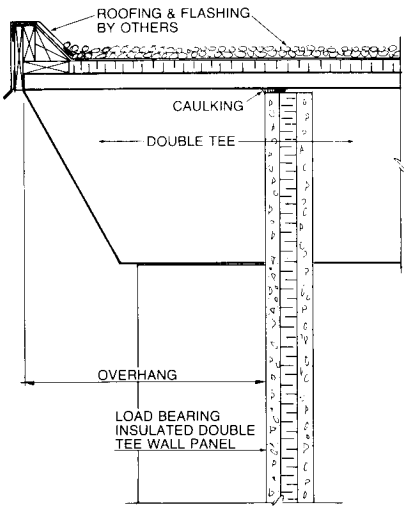 ROOFING & FLASHING
BY OTHERS
CAULKING
DOUBLE TEE
OVERHANG
LOAD BEARING
INSULATED DOUBLE
TEE WALL PANEL